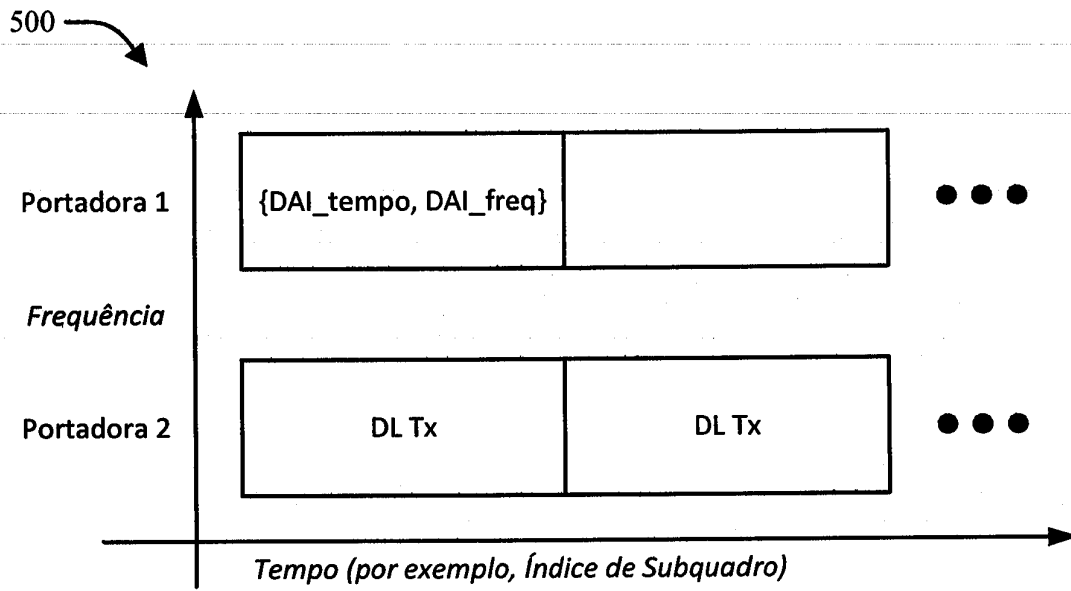 500
Portadora 1
{DAI_tempo, DAI_freq}
Frequência
Portadora 2
DL Tx
DL Tx
Tempo (por exemplo, Índice de Subquadro)